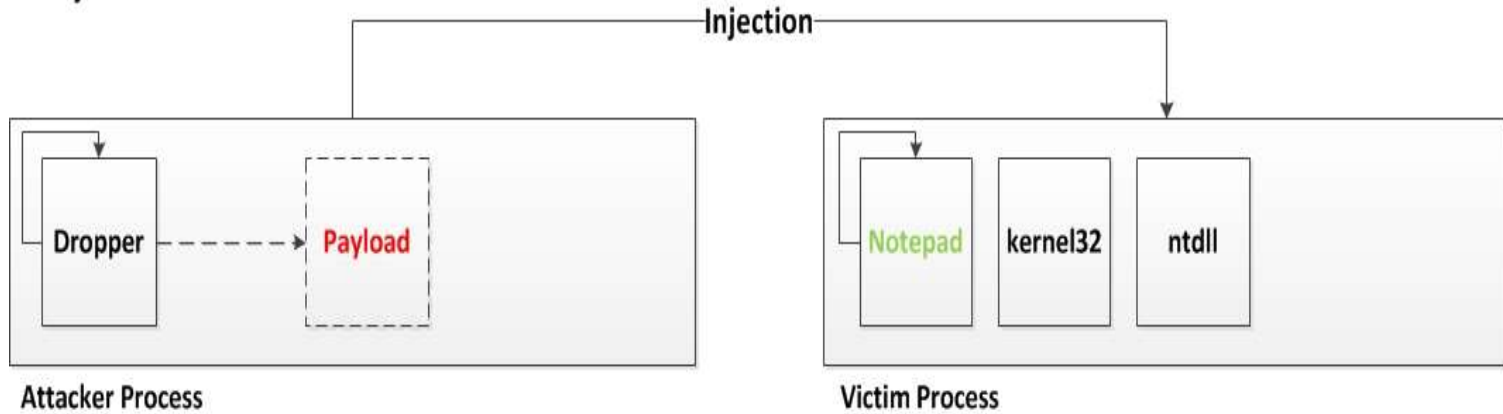 Injection
Dropper
Payload
Notepad
kernel32
ntdll
Attacker Process
Victim Process